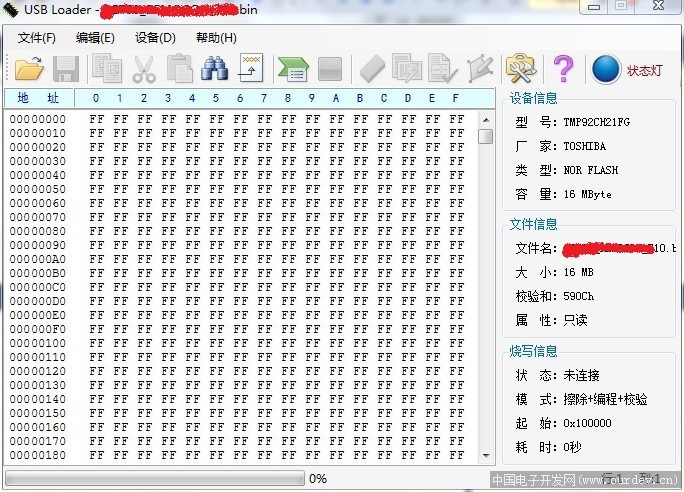 USB Loader - bin
文件(F) 编辑(E) 设备(D) 帮助(H)
状态灯
地 址 0 1 2 3 4 5 6 7 8 9 A B C D E F
00000000 FF FF FF FF FF FF FF FF FF FF FF FF FF FF FF FF
00000010 FF FF FF FF FF FF FF FF FF FF FF FF FF FF FF FF
00000020 FF FF FF FF FF FF FF FF FF FF FF FF FF FF FF FF
00000030 FF FF FF FF FF FF FF FF FF FF FF FF FF FF FF FF
00000040 FF FF FF FF FF FF FF FF FF FF FF FF FF FF FF FF
00000050 FF FF FF FF FF FF FF FF FF FF FF FF FF FF FF FF
00000060 FF FF FF FF FF FF FF FF FF FF FF FF FF FF FF FF
00000070 FF FF FF FF FF FF FF FF FF FF FF FF FF FF FF FF
00000080 FF FF FF FF FF FF FF FF FF FF FF FF FF FF FF FF
00000090 FF FF FF FF FF FF FF FF FF FF FF FF FF FF FF FF
000000A0 FF FF FF FF FF FF FF FF FF FF FF FF FF FF FF FF
000000B0 FF FF FF FF FF FF FF FF FF FF FF FF FF FF FF FF
000000C0 FF FF FF FF FF FF FF FF FF FF FF FF FF FF FF FF
000000D0 FF FF FF FF FF FF FF FF FF FF FF FF FF FF FF FF
000000E0 FF FF FF FF FF FF FF FF FF FF FF FF FF FF FF FF
000000F0 FF FF FF FF FF FF FF FF FF FF FF FF FF FF FF FF
00000100 FF FF FF FF FF FF FF FF FF FF FF FF FF FF FF FF
00000110 FF FF FF FF FF FF FF FF FF FF FF FF FF FF FF FF
00000120 FF FF FF FF FF FF FF FF FF FF FF FF FF FF FF FF
00000130 FF FF FF FF FF FF FF FF FF FF FF FF FF FF FF FF
00000140 FF FF FF FF FF FF FF FF FF FF FF FF FF FF FF FF
00000150 FF FF FF FF FF FF FF FF FF FF FF FF FF FF FF FF
00000160 FF FF FF FF FF FF FF FF FF FF FF FF FF FF FF FF
00000170 FF FF FF FF FF FF FF FF FF FF FF FF FF FF FF FF
00000180 FF FF FF FF FF FF FF FF FF FF FF FF FF FF FF FF
设备信息
型 号: TMP92CH21FG
厂 家: TOSHIBA
类 型: NOR FLASH
容 量: 16 MByte
文件信息
文件名: 10.b
大 小: 16 MB
校验和: 590Ch
属 性: 只读
烧写信息
状 态: 未连接
模 式: 擦除+编程+校验
起 始: 0x100000
耗 时: 0秒
0%
行1 列1
中国电子开发网(www.ourdev.cn)